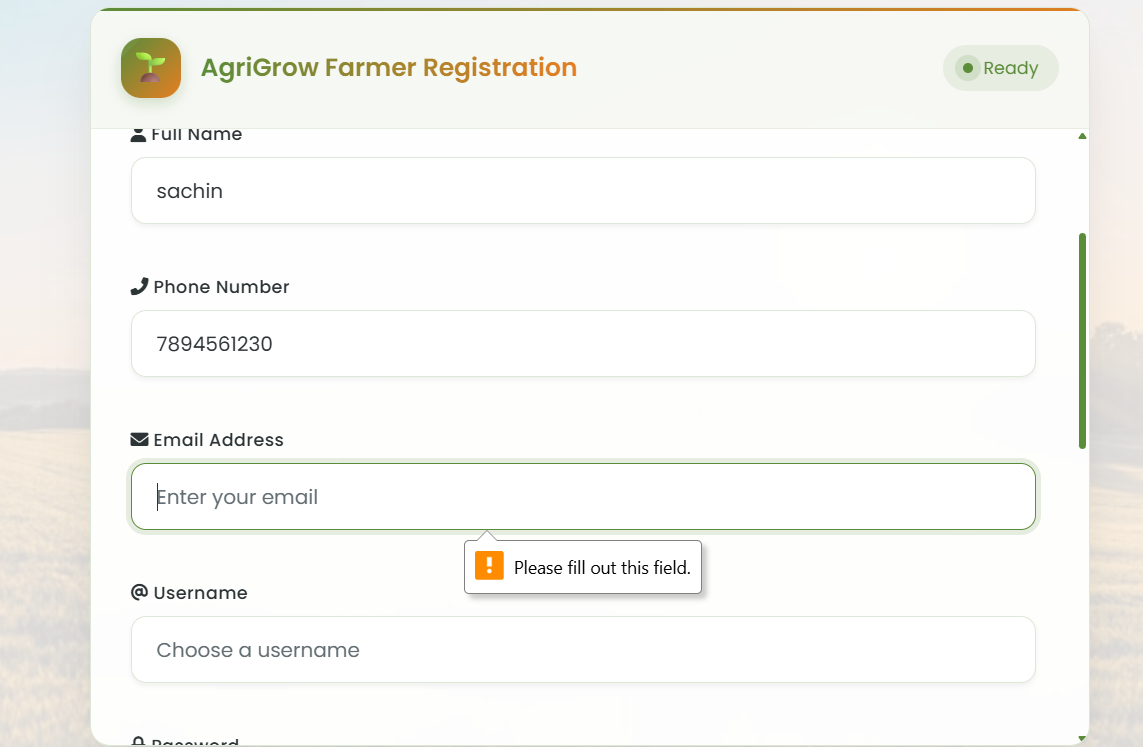 AgriGrow Farmer Registration
Ready
Full Name
sachin
Phone Number
7894561230
Email Address
Enter your email
Please fill out this field.
Username
Choose a username
Password